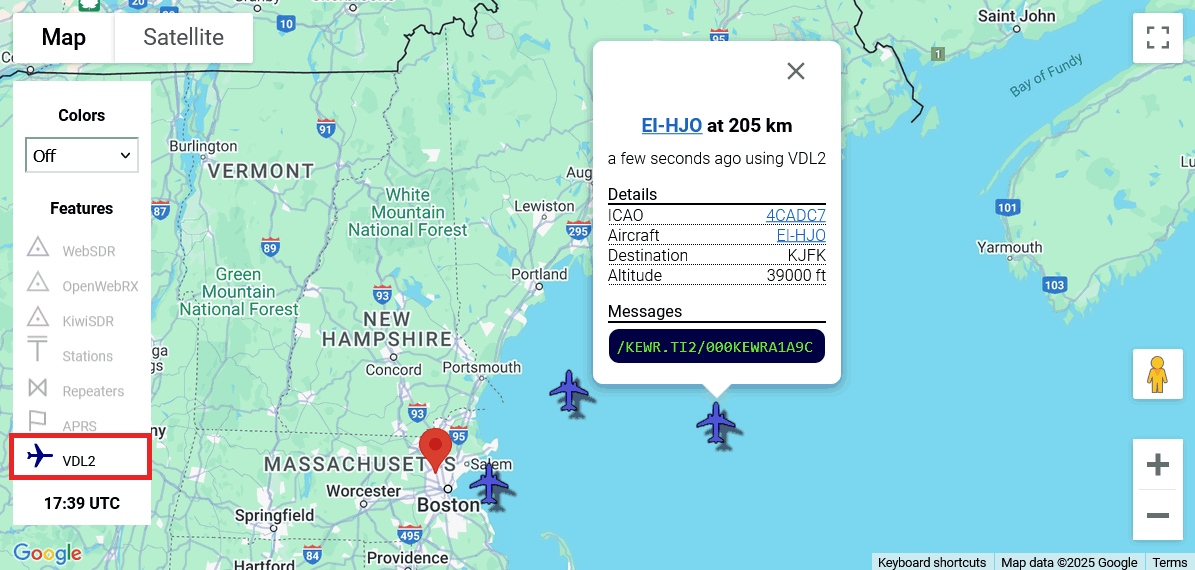 Map
Satellite
Colors
Off
Features
WebSDR
OpenWebRX
KiwiSDR
Stations
Repeaters
APRS
VDL2
17:39 UTC
EI-HJO at 205 km
a few seconds ago using VDL2
Details
ICAO 4CADC7
Aircraft EI-HJO
Destination KJFK
Altitude 39000 ft
Messages
/KEWR.TI2/000KEWRA1A9C
20
10
95
1
Saint John
Bay of Fundy
91
Burlington
VERMONT
87
White
Mountain
National Forest
Lewiston
295
89
Green
Mountain
National Forest
Portland
93
101
Yarmouth
103
NEW
HAMPSHIRE
Concord
Portsmouth
93
95
MASSACHUSETTS
Salem
Worcester
Boston
Springfield
495
84
Hartford
Providence
Google
Keyboard shortcuts
Map data ©2025 Google
Terms